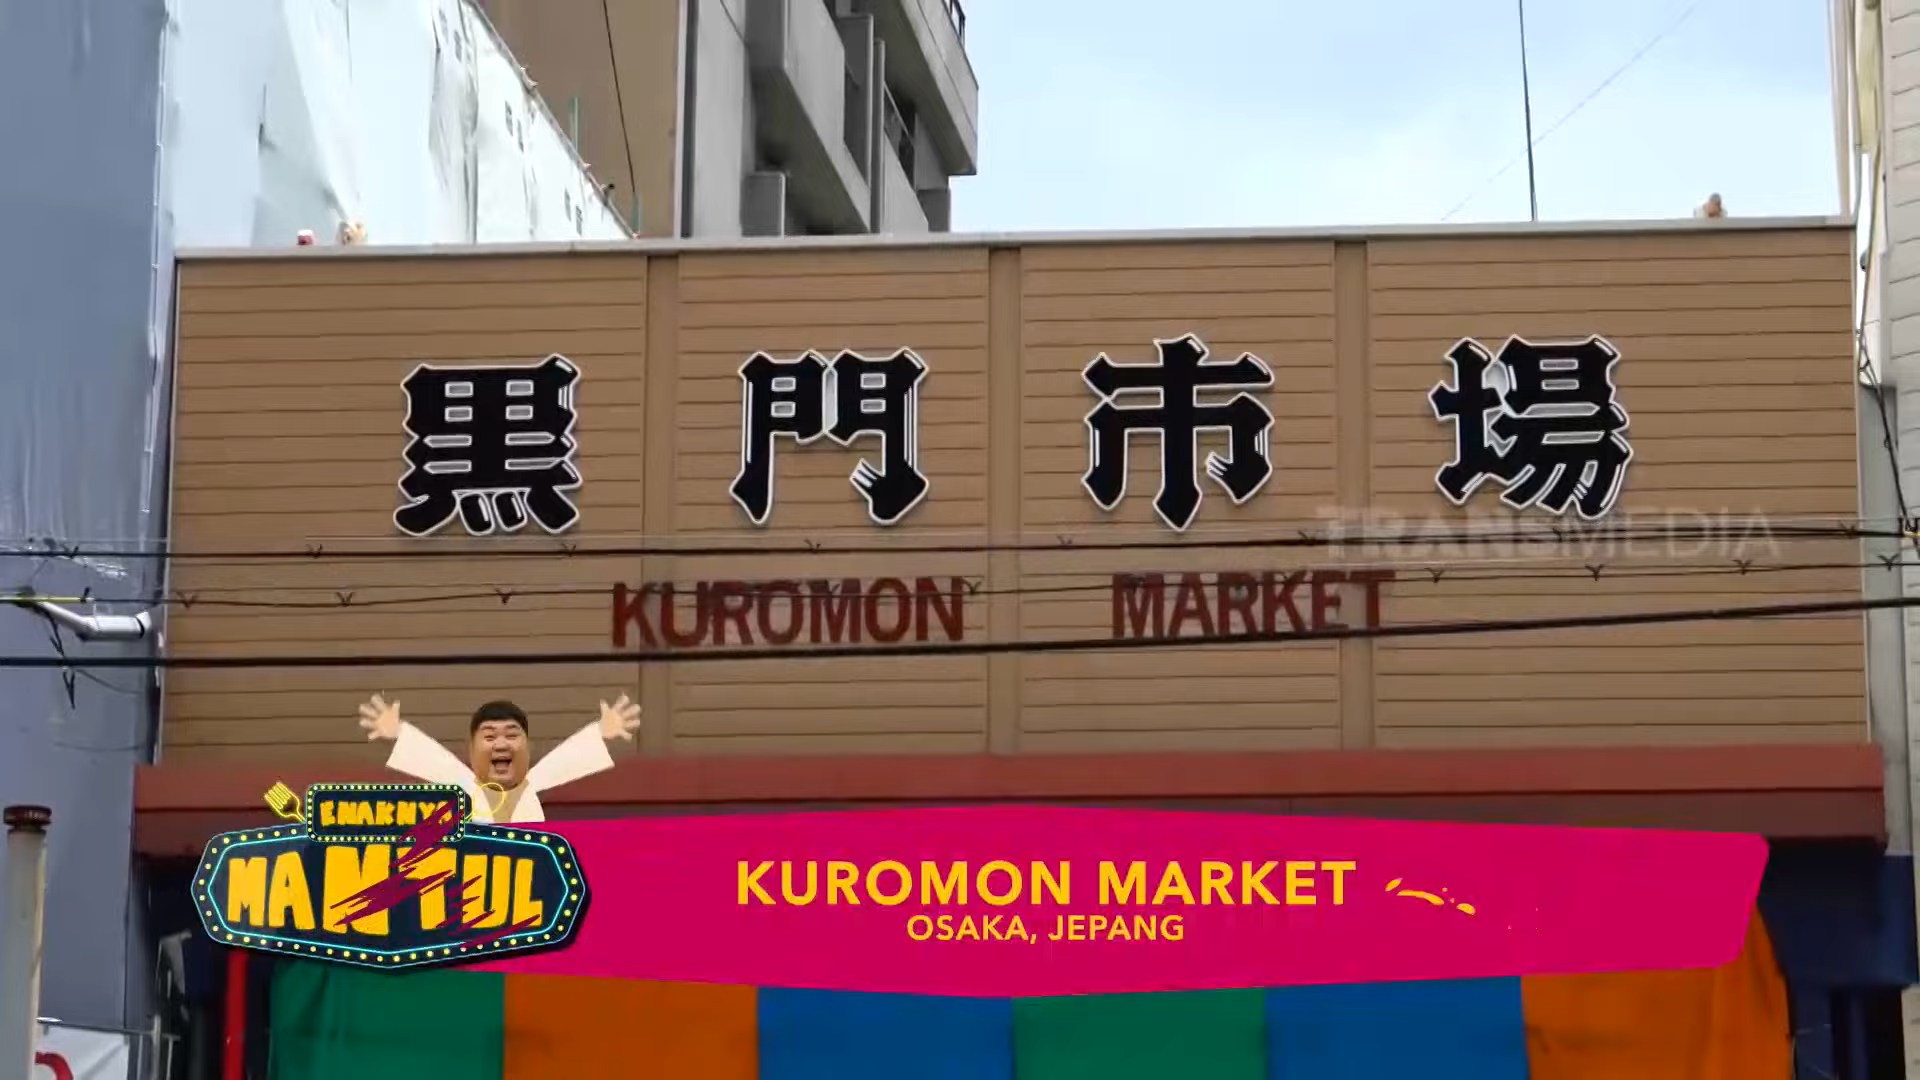 黒門市場
TRANSMEDIA
KUROMON MARKET
ENAKNYA
MANTUL
KUROMON MARKET
OSAKA, JEPANG